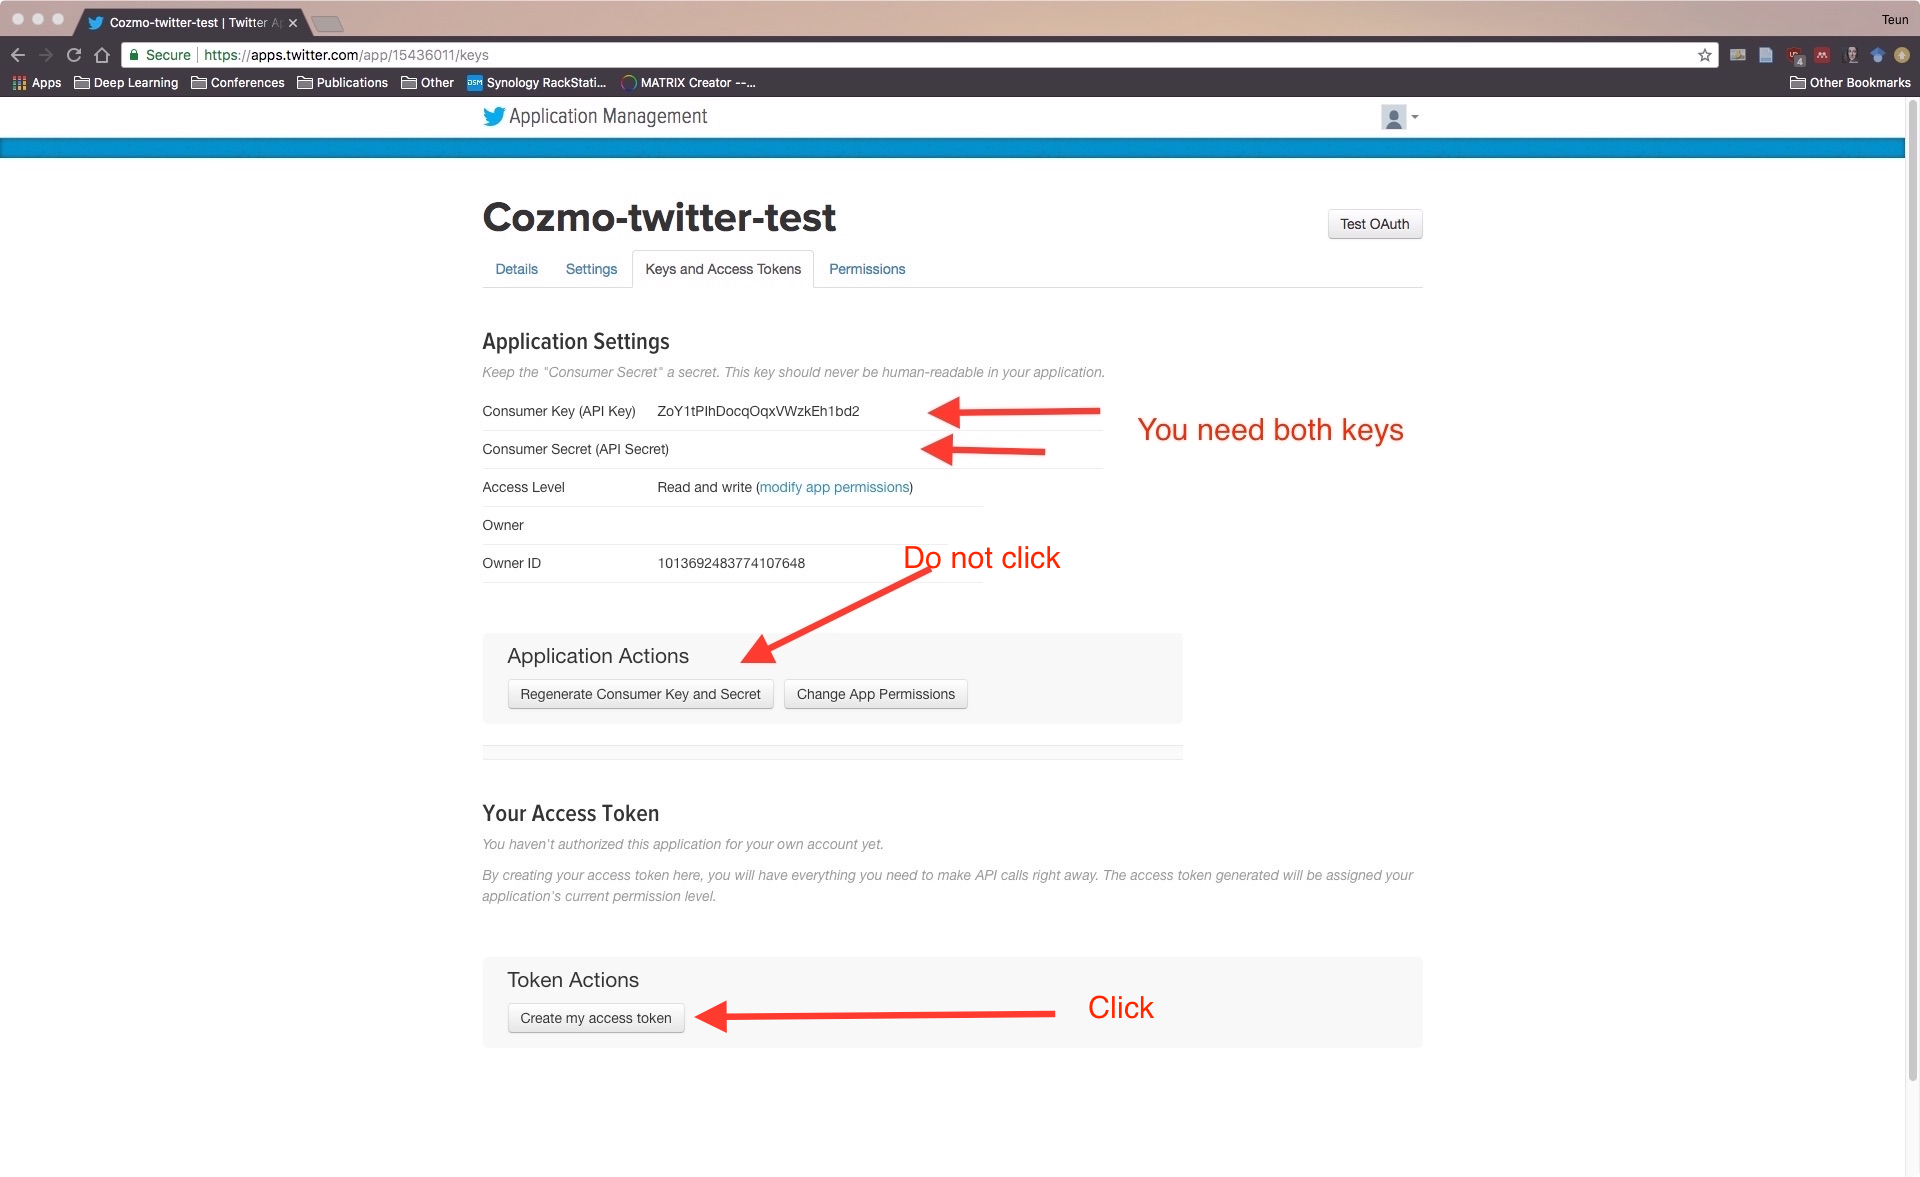 Cozmo-twitter-test | Twitter Ap
Teun
Secure https://apps.twitter.com/app/15436011/keys
4
Apps Deep Learning Conferences Publications Other DSM Synology RackStati... MATRIX Creator --... Other Bookmarks
Application Management
Cozmo-twitter-test
Test OAuth
Details Settings Keys and Access Tokens Permissions
Application Settings
Keep the "Consumer Secret" a secret. This key should never be human-readable in your application.
Consumer Key (API Key) ZoY1tPIhDocqOqxVWzkEh1bd2
You need both keys
Consumer Secret (API Secret)
Access Level Read and write (modify app permissions)
Owner
Do not click
Owner ID 1013692483774107648
Application Actions
Regenerate Consumer Key and Secret Change App Permissions
Your Access Token
You haven't authorized this application for your own account yet.
By creating your access token here, you will have everything you need to make API calls right away. The access token generated will be assigned your
application's current permission level.
Token Actions
Create my access token
Click